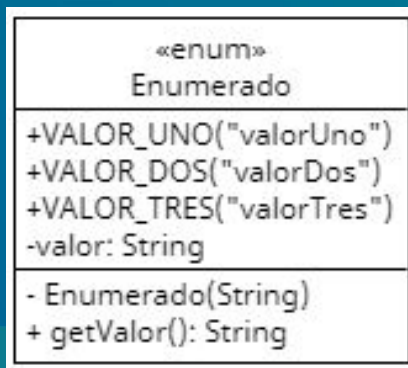 «enum»
Enumerado
+VALOR_UNO("valorUno")
+VALOR_DOS("valorDos")
+VALOR_TRES("valorTres")
-valor: String
- Enumerado(String)
+ getValor(): String